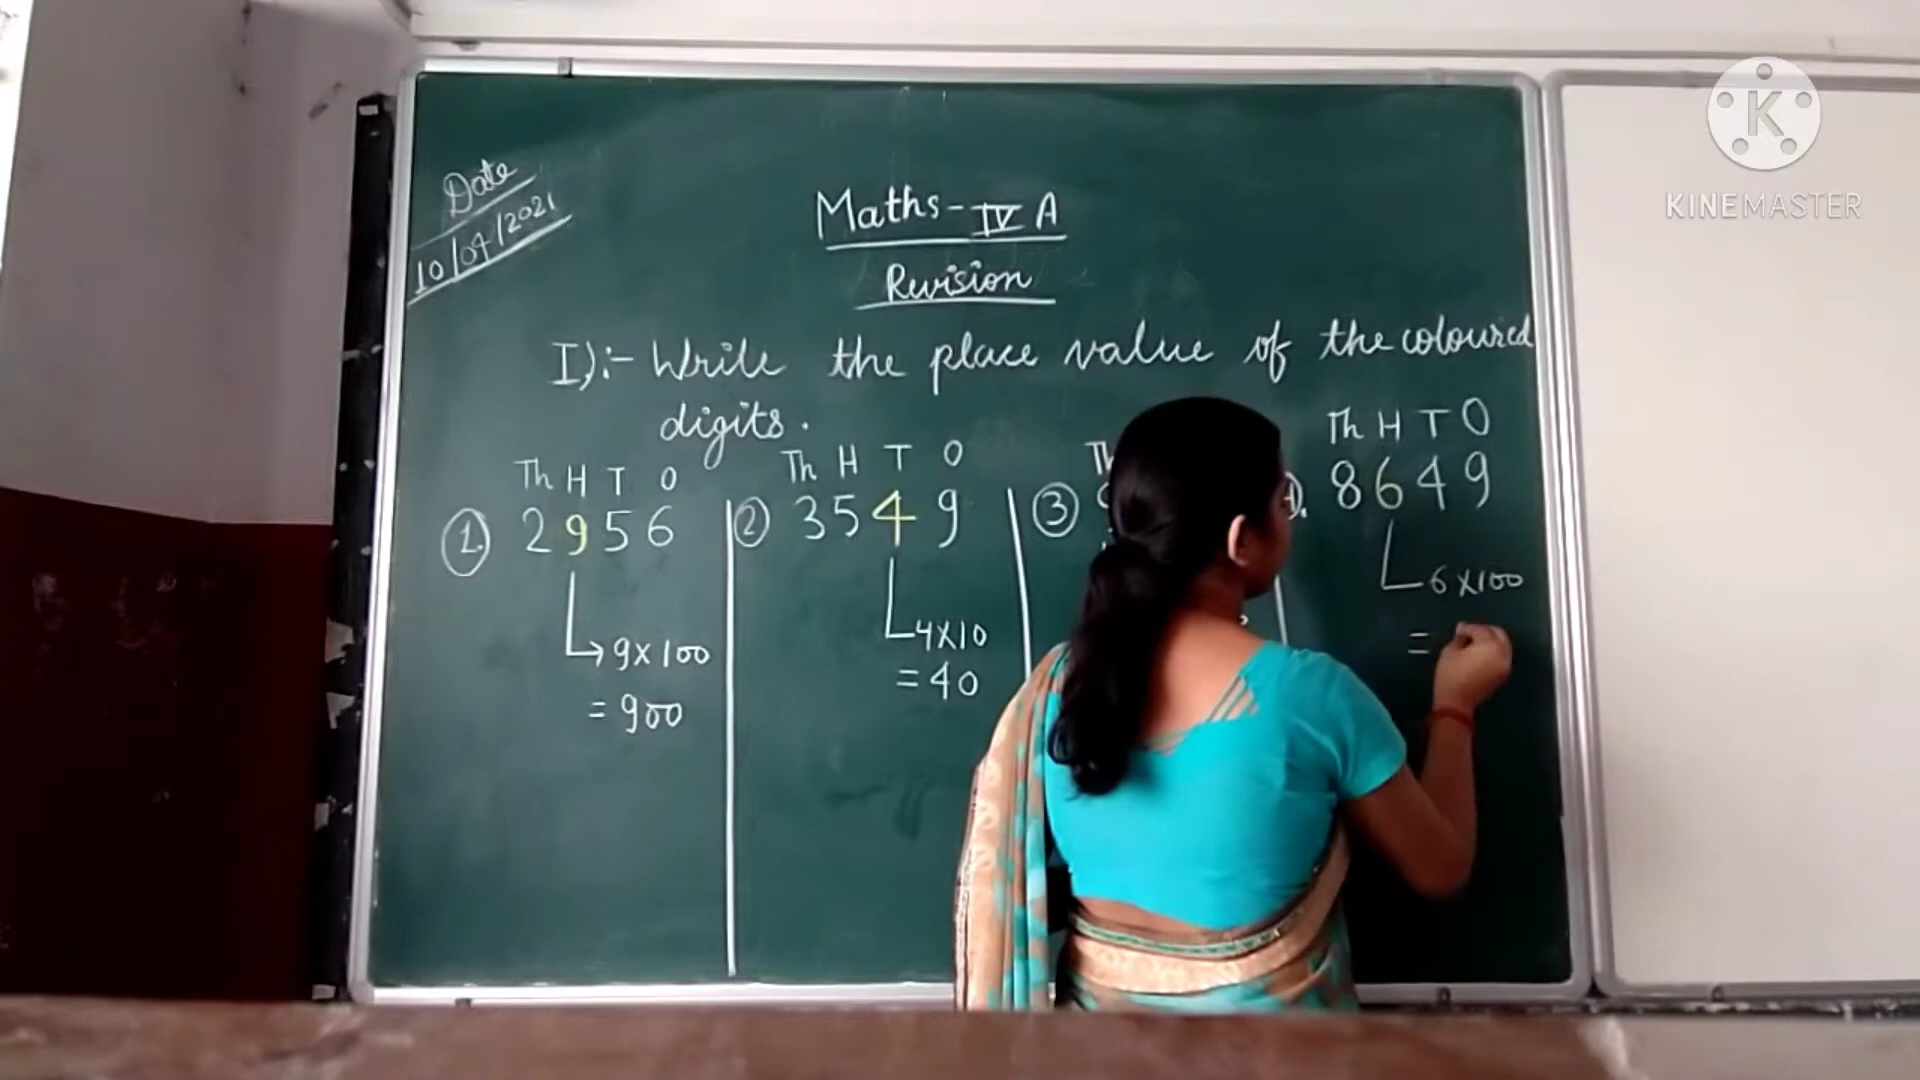 Date
10/04/2021
Maths-IV A
Revision
I):- Write the place value of the coloured
digits.
Th H T O
1. 2956
9x100
= 900
Th H T O
2 3549
4x10
= 40
3
Th H T O
8649
6x100
=
K
KINEMASTER